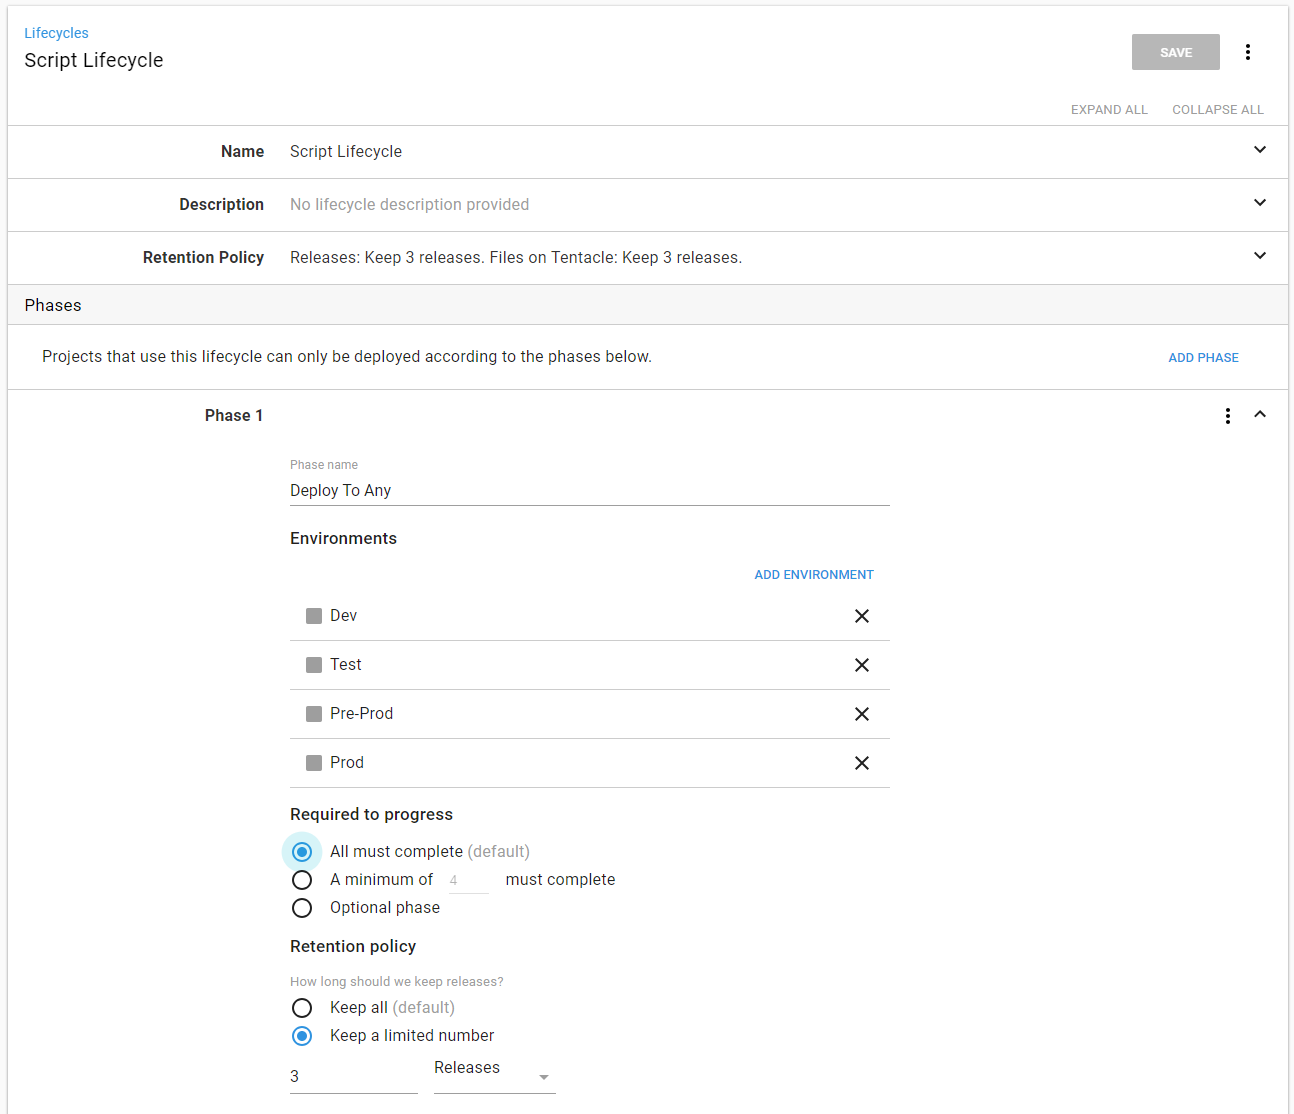 Lifecycles
Script Lifecycle
SAVE
EXPAND ALL COLLAPSE ALL
Name Script Lifecycle
Description No lifecycle description provided
Retention Policy Releases: Keep 3 releases. Files on Tentacle: Keep 3 releases.
Phases
Projects that use this lifecycle can only be deployed according to the phases below. ADD PHASE
Phase 1
Phase name
Deploy To Any
Environments
ADD ENVIRONMENT
Dev
Test
Pre-Prod
Prod
Required to progress
All must complete (default)
A minimum of 4 must complete
Optional phase
Retention policy
How long should we keep releases?
Keep all (default)
Keep a limited number
3 Releases